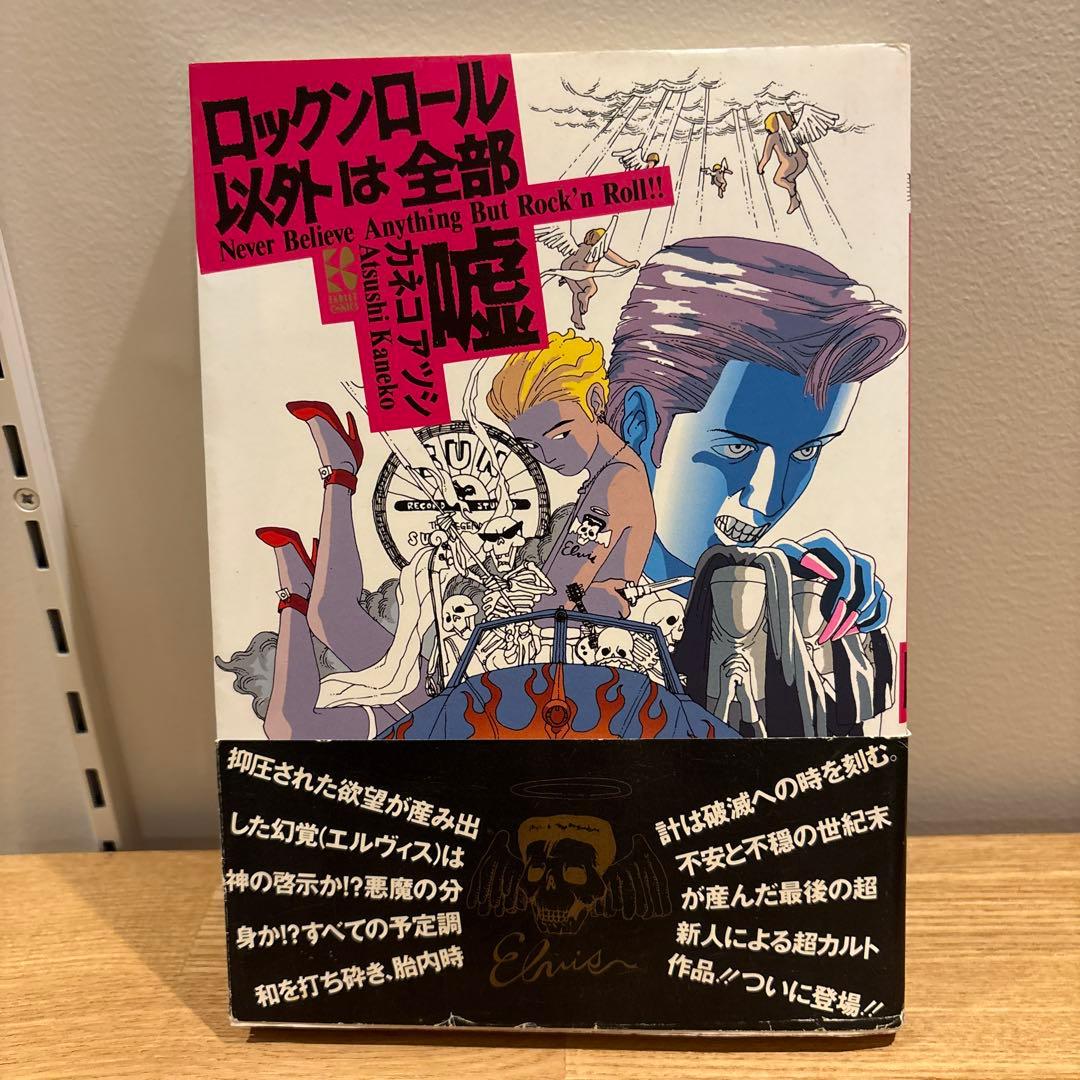 ロックンロール
以外は全部
Never Believe Anything But Rock'n Roll!!
嘘
カネコアツシ
Atsushi Kaneko
COMICS
SUN
RECORD
SU
Elvis
抑圧された欲望が産み出
した幻覚(エルヴィス)は
神の啓示か!?悪魔の分
身か!?すべての予定調
和を打ち砕き、胎内時
計は破滅への時を刻む。
不安と不穏の世紀末
が産んだ最後の超
新人による超カルト
作品!!ついに登場!!
Elvis